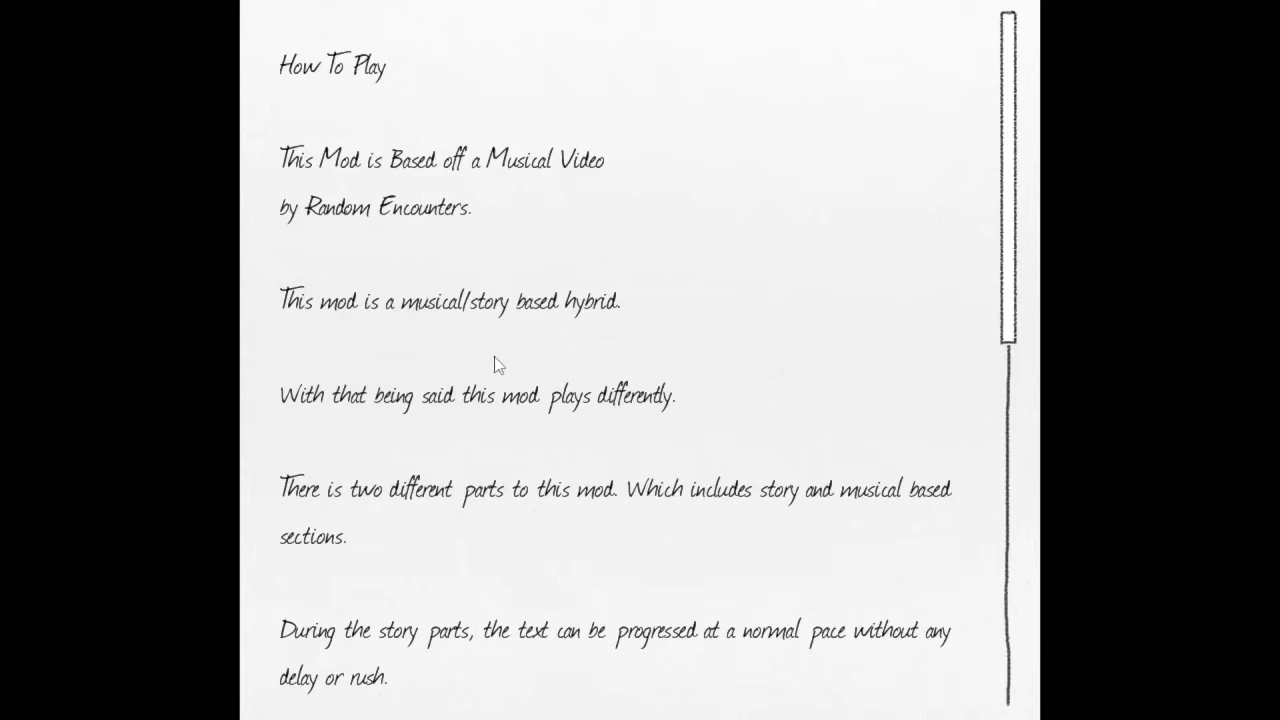 How To Play
This Mod is Based off a Musical Video
by Random Encounters.
This mod is a musical/story based hybrid.
With that being said this mod plays differently.
There is two different parts to this mod. Which includes story and musical based
sections.
During the story parts, the text can be progressed at a normal pace without any
delay or rush.